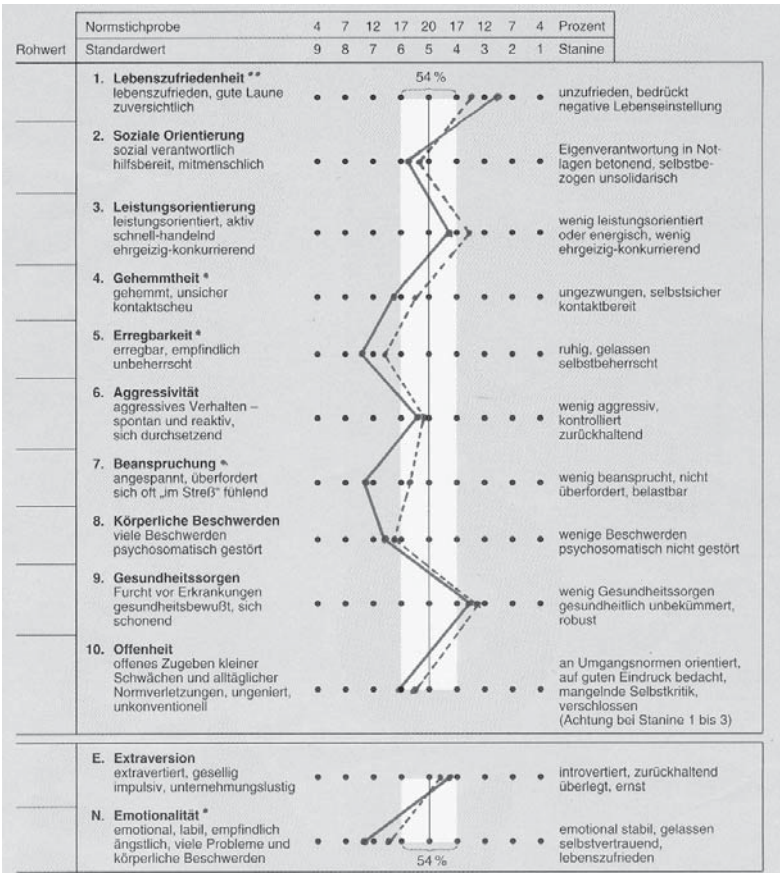 Normstichprobe 4 7 12 17 20 17 12 7 4 Prozent
Rohwert Standardwert 9 8 7 6 5 4 3 2 1 Stanine
1. Lebenszufriedenheit ** 54 %
lebenszufrieden, gute Laune unzufrieden, bedrückt
zuversichtlich negative Lebenseinstellung
2. Soziale Orientierung
sozial verantwortlich Eigenverantwortung in Not-
hilfsbereit, mitmenschlich lagen betonend, selbstbe-
zogen unsolidarisch
3. Leistungsorientierung
leistungsorientiert, aktiv wenig leistungsorientiert
schnell-handelnd oder energisch, wenig
ehrgeizig-konkurrierend ehrgeizig-konkurrierend
4. Gehemmtheit *
gehemmt, unsicher ungezwungen, selbstsicher
kontaktscheu kontaktbereit
5. Erregbarkeit *
erregbar, empfindlich ruhig, gelassen
unbeherrscht selbstbeherrscht
6. Aggressivität
aggressives Verhalten – wenig aggressiv,
spontan und reaktiv, kontrolliert
sich durchsetzend zurückhaltend
7. Beanspruchung *
angespannt, überfordert wenig beansprucht, nicht
sich oft „im Streß“ fühlend überfordert, belastbar
8. Körperliche Beschwerden
viele Beschwerden wenige Beschwerden
psychosomatisch gestört psychosomatisch nicht gestört
9. Gesundheitssorgen
Furcht vor Erkrankungen wenig Gesundheitssorgen
gesundheitsbewußt, sich gesundheitlich unbekümmert,
schonend robust
10. Offenheit
offenes Zugeben kleiner an Umgangsnormen orientiert,
Schwächen und alltäglicher auf guten Eindruck bedacht,
Normverletzungen, ungeniert, mangelnde Selbstkritik,
unkonventionell verschlossen
(Achtung bei Stanine 1 bis 3)
E. Extraversion
extravertiert, gesellig introvertiert, zurückhaltend
impulsiv, unternehmungslustig überlegt, ernst
N. Emotionalität *
emotional, labil, empfindlich emotional stabil, gelassen
ängstlich, viele Probleme und selbstvertrauend,
körperliche Beschwerden 54 % lebenszufrieden